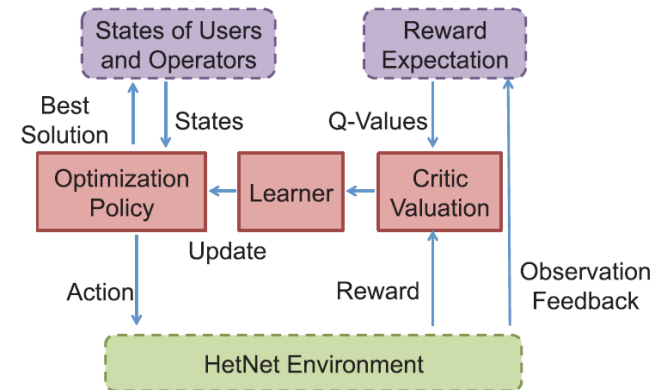 States of Users
and Operators
Reward
Expectation
Best
Solution
States
Q-Values
Optimization
Policy
Learner
Critic
Valuation
Update
Action
Reward
Observation
Feedback
HetNet Environment